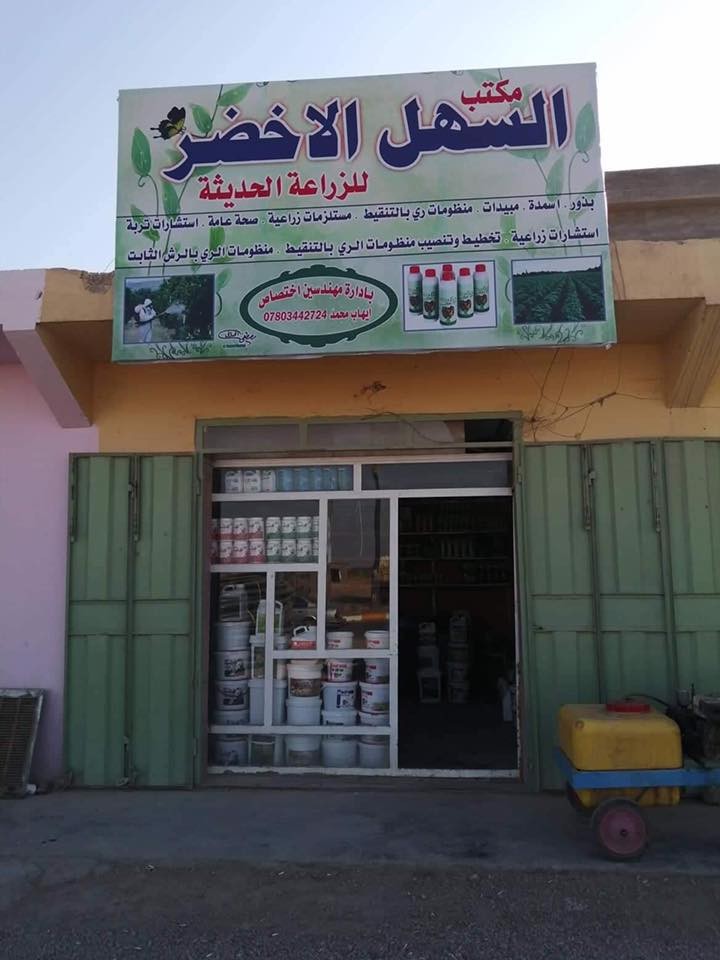 مكتب
السهل الاخضر
للزراعة الحديثة
بذور . اسمدة . مبيدات . منظومات ري بالتنقيط . مستلزمات زراعية . صحة عامة . استشارات تربة
استشارات زراعية . تخطيط وتنصيب منظومات الري بالتنقيط . منظومات الري بالرش الثابت
بادارة مهندسين اختصاص
ايهاب محمد 07803442724